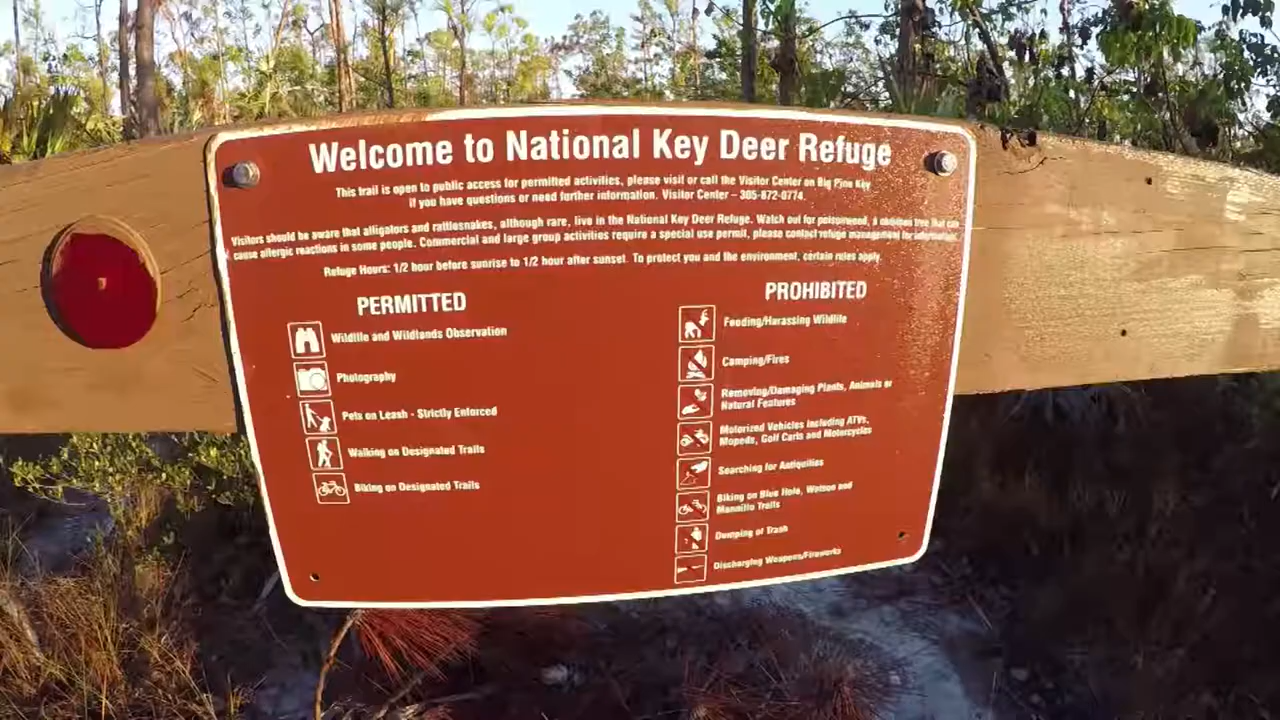 Welcome to National Key Deer Refuge
This trail is open to public access for permitted activities, please visit or call the Visitor Center on Big Pine Key
if you have questions or need further information. Visitor Center – 305-872-0774.
Visitors should be aware that alligators and rattlesnakes, although rare, live in the National Key Deer Refuge. Watch out for poisonwood, a common tree that can
cause allergic reactions in some people. Commercial and large group activities require a special use permit, please contact refuge management for information.
Refuge Hours: 1/2 hour before sunrise to 1/2 hour after sunset. To protect you and the environment, certain rules apply.
PERMITTED
Wildlife and Wildlands Observation
Photography
Pets on Leash - Strictly Enforced
Walking on Designated Trails
Biking on Designated Trails
PROHIBITED
Feeding/Harassing Wildlife
Camping/Fires
Removing/Damaging Plants, Animals or
Natural Features
Motorized Vehicles including ATVs,
Mopeds, Golf Carts and Motorcycles
Searching for Antiquities
Biking on Blue Hole, Watson and
Mannillo Trails
Dumping of Trash
Discharging Weapons/Fireworks